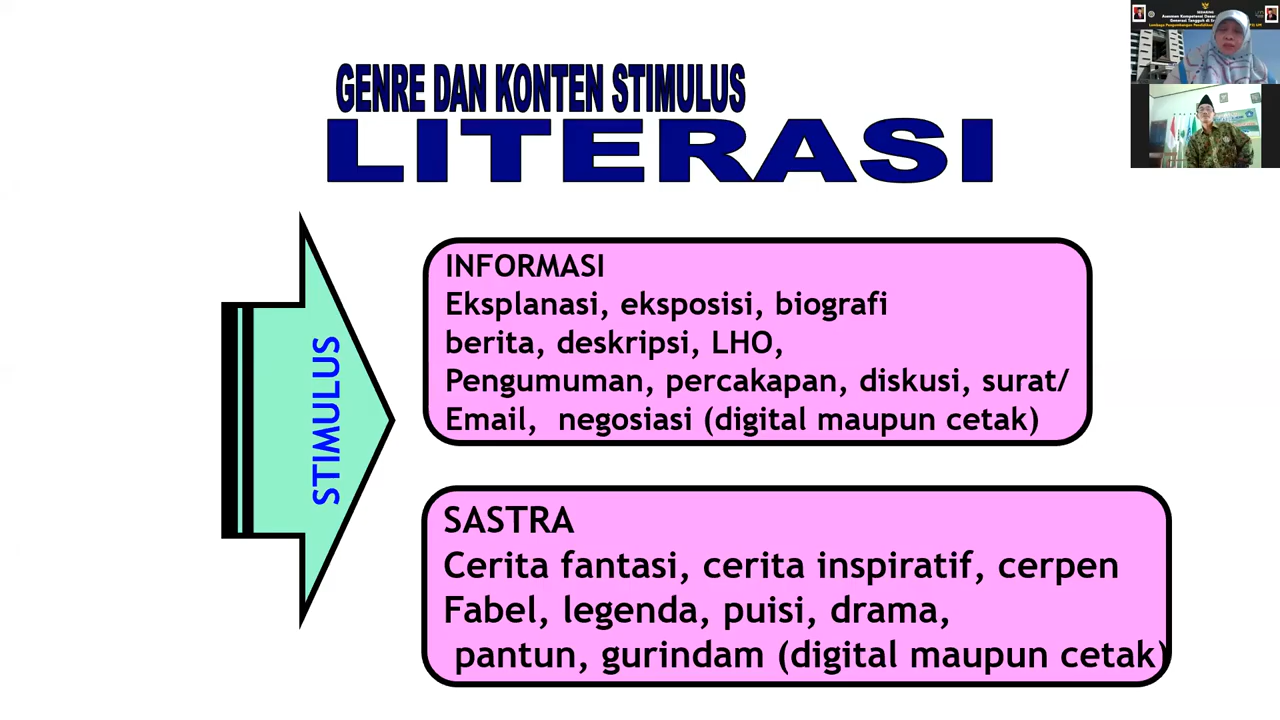 GENRE DAN KONTEN STIMULUS
LITERASI
STIMULUS
INFORMASI
Eksplanasi, eksposisi, biografi
berita, deskripsi, LHO,
Pengumuman, percakapan, diskusi, surat/
Email, negosiasi (digital maupun cetak)
SASTRA
Cerita fantasi, cerita inspiratif, cerpen
Fabel, legenda, puisi, drama,
pantun, gurindam (digital maupun cetak)